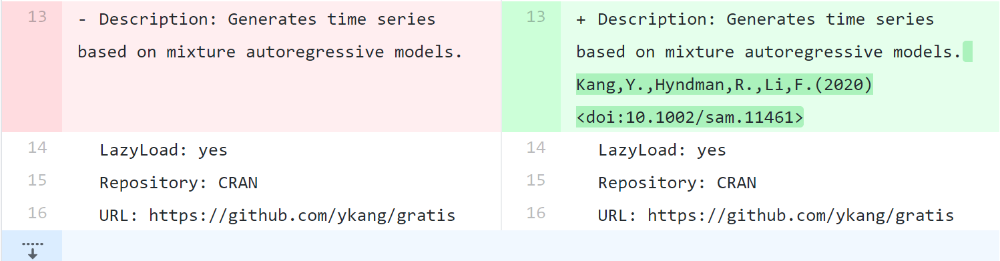 13 - Description: Generates time series
based on mixture autoregressive models.
14 LazyLoad: yes
15 Repository: CRAN
16 URL: https://github.com/ykang/gratis
13 + Description: Generates time series
based on mixture autoregressive models.
Kang,Y.,Hyndman,R.,Li,F.(2020)
<doi:10.1002/sam.11461>
14 LazyLoad: yes
15 Repository: CRAN
16 URL: https://github.com/ykang/gratis